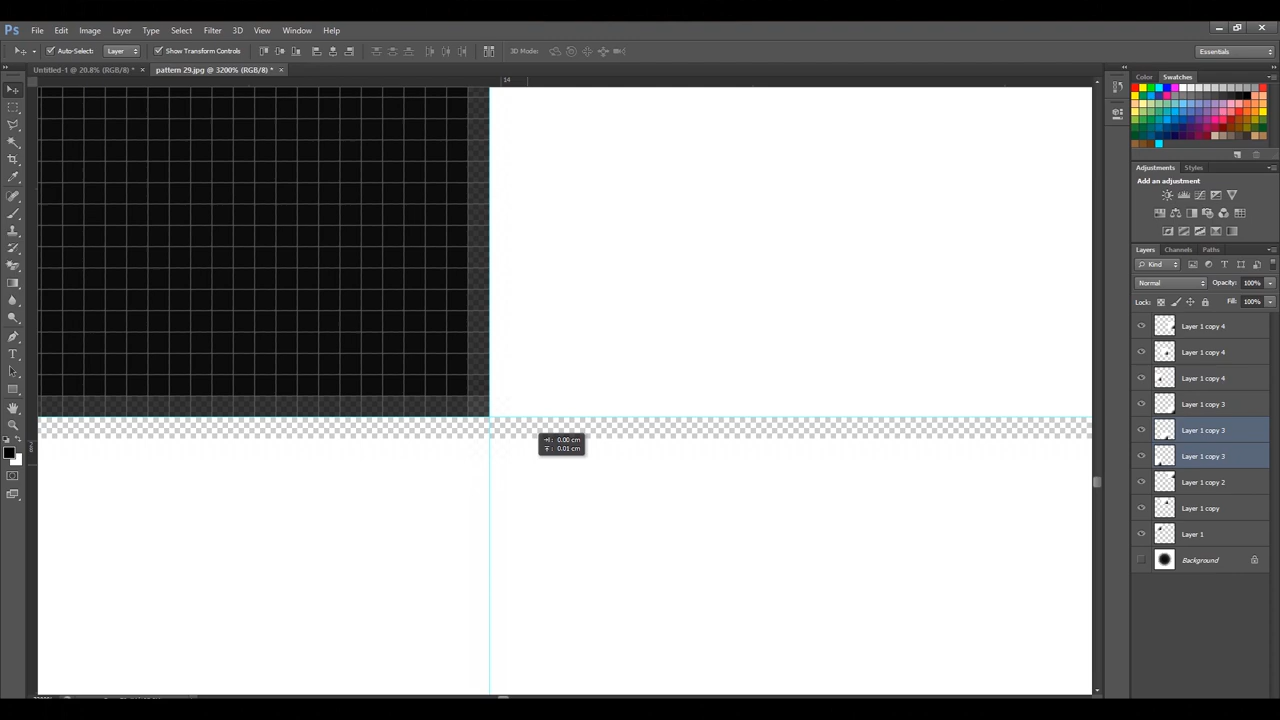 Ps File Edit Image Layer Type Select Filter 3D View Window Help
Auto-Select: Layer Show Transform Controls 3D Mode: Essentials
Untitled-1 @ 20.8% (RGB/8) * × pattern 29.jpg @ 3200% (RGB/8) * ×
14
Color Swatches
Adjustments Styles
Add an adjustment
Layers Channels Paths
Kind
Normal Opacity: 100%
Lock: Fill: 100%
Layer 1 copy 4
Layer 1 copy 4
Layer 1 copy 4
Layer 1 copy 3
Layer 1 copy 3
Layer 1 copy 3
Layer 1 copy 2
Layer 1 copy
Layer 1
Background
: 0.00 cm
: 0.01 cm